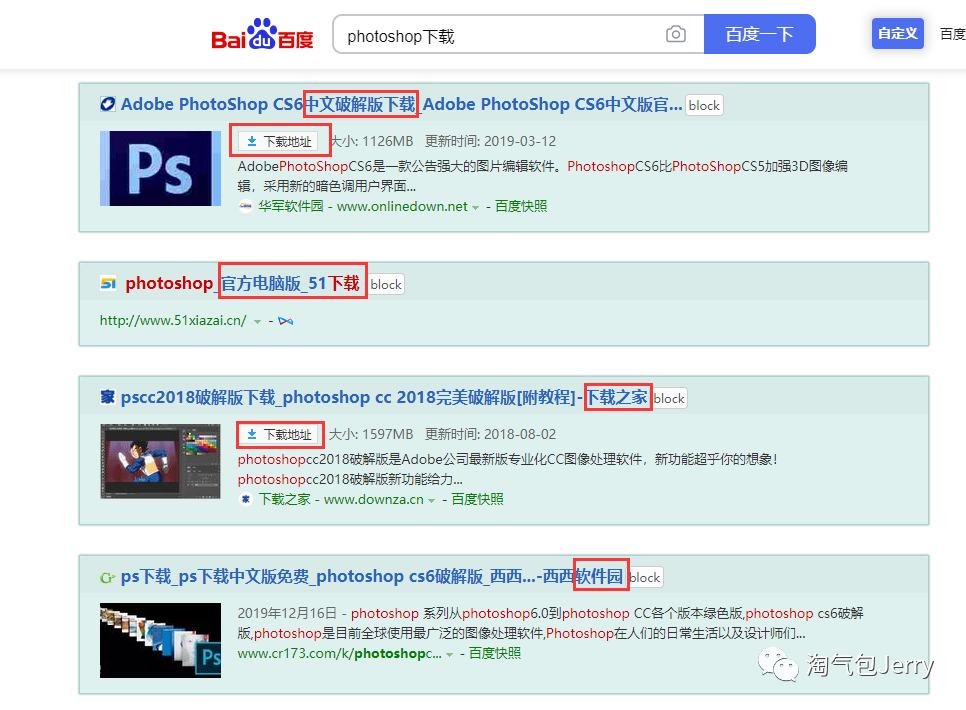 Bai du 百度 photoshop下载 百度一下 自定义 百度
Adobe PhotoShop CS6中文破解版下载_Adobe PhotoShop CS6中文版官... block
下载地址 大小: 1126MB 更新时间: 2019-03-12
Ps
AdobePhotoShopCS6是一款公告强大的图片编辑软件。PhotoshopCS6比PhotoShopCS5加强3D图像编
辑，采用新的暗色调用户界面...
华军软件园 - www.onlinedown.net - 百度快照
51 photoshop_官方电脑版_51下载 block
http://www.51xiazai.cn/ -
家 pscc2018破解版下载_photoshop cc 2018完美破解版[附教程]-下载之家 block
下载地址 大小: 1597MB 更新时间: 2018-08-02
photoshopcc2018破解版是Adobe公司最新版专业化CC图像处理软件，新功能超乎你的想象！
photoshopcc2018破解版新功能给力...
家 下载之家 - www.downza.cn - 百度快照
ps下载_ps下载中文版免费_photoshop cs6破解版_西西...-西西软件园 block
2019年12月16日 - photoshop 系列从photoshop6.0到photoshop CC各个版本绿色版,photoshop cs6破解
版,photoshop是目前全球使用最广泛的图像处理软件,Photoshop在人们的日常生活以及设计师们...
Ps
www.cr173.com/k/photoshopc... - 百度快照
淘气包Jerry